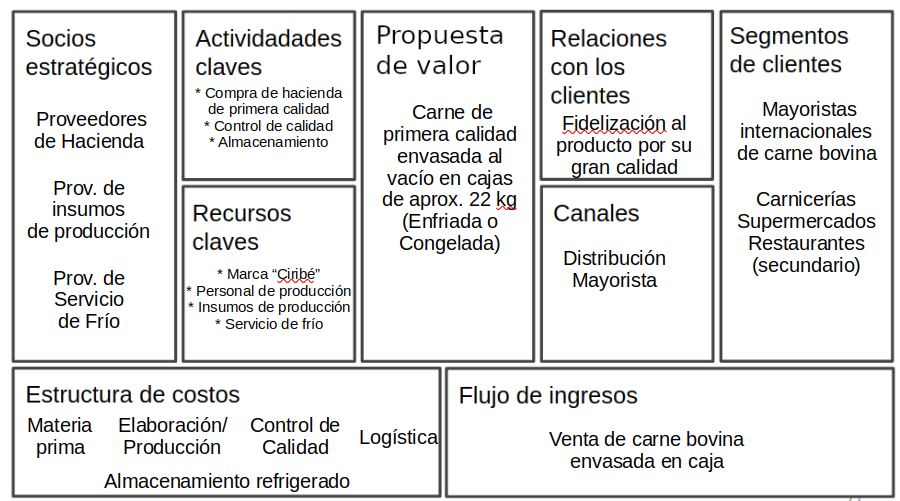 Socios
estratégicos
Proveedores
de Hacienda
Prov. de
insumos
de producción
Prov. de
Servicio
de Frío
Actividadades
claves
* Compra de hacienda
de primera calidad
* Control de calidad
* Almacenamiento
Recursos
claves
* Marca “Ciribé”
* Personal de producción
* Insumos de producción
* Servicio de frío
Propuesta
de valor
Carne de
primera calidad
envasada al
vacío en cajas
de aprox. 22 kg
(Enfriada o
Congelada)
Relaciones
con los
clientes
Fidelización al
producto por su
gran calidad
Canales
Distribución
Mayorista
Segmentos
de clientes
Mayoristas
internacionales
de carne bovina
Carnicerías
Supermercados
Restaurantes
(secundario)
Estructura de costos
Materia
prima
Elaboración/
Producción
Control de
Calidad
Logística
Almacenamiento refrigerado
Flujo de ingresos
Venta de carne bovina
envasada en caja